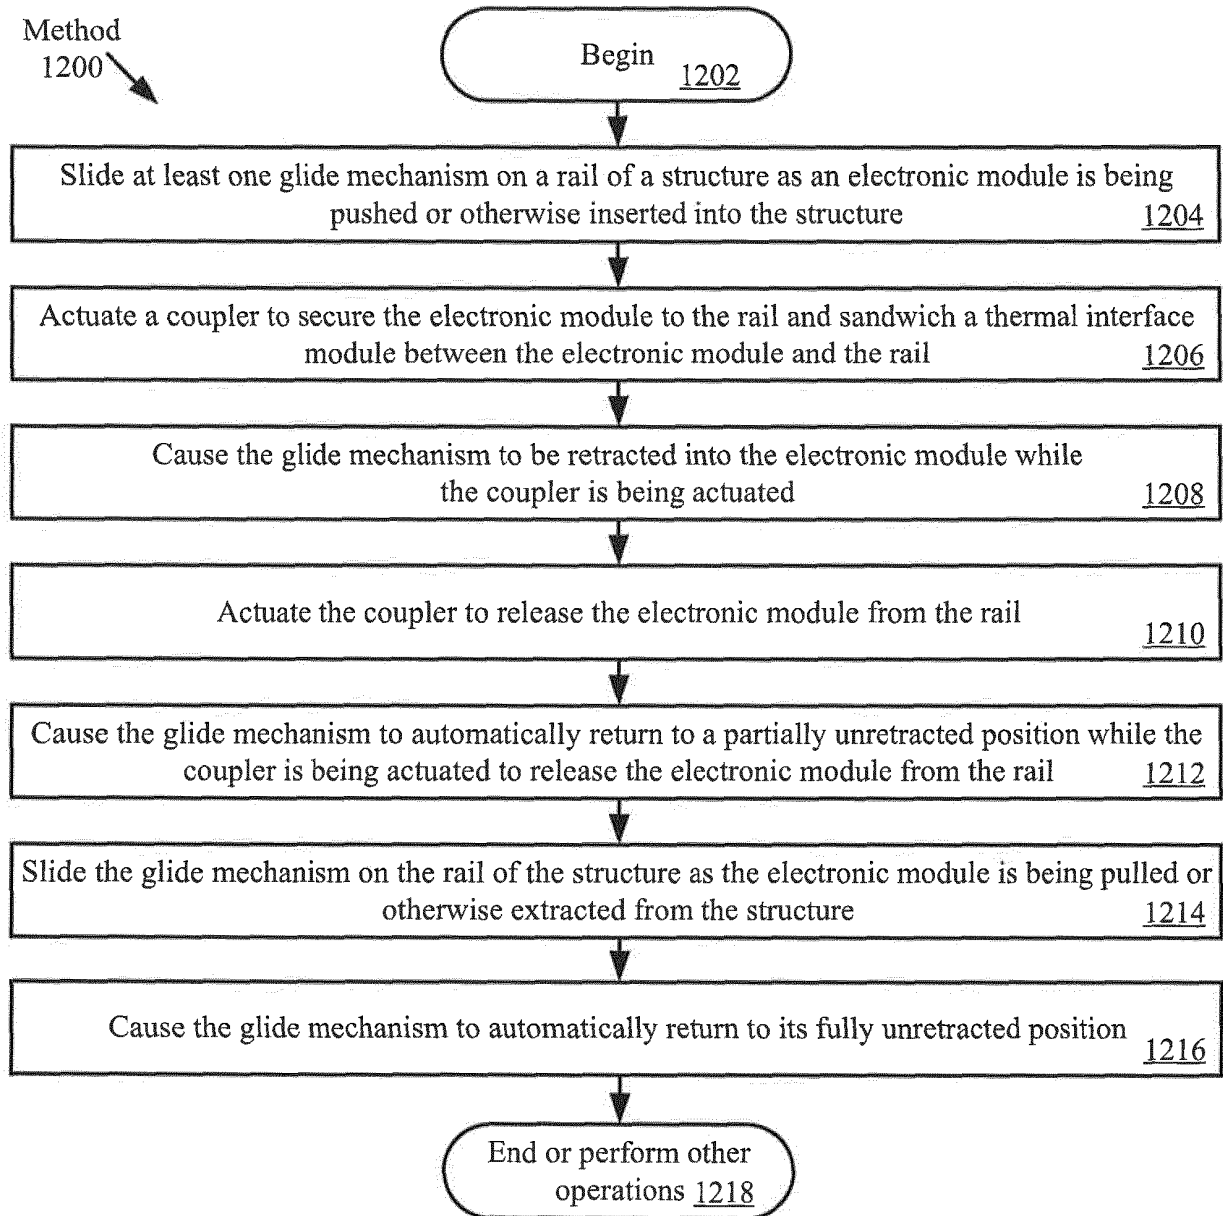 Method
1200
Begin
1202
Slide at least one glide mechanism on a rail of a structure as an electronic module is being
pushed or otherwise inserted into the structure
1204
Actuate a coupler to secure the electronic module to the rail and sandwich a thermal interface
module between the electronic module and the rail
1206
Cause the glide mechanism to be retracted into the electronic module while
the coupler is being actuated
1208
Actuate the coupler to release the electronic module from the rail
1210
Cause the glide mechanism to automatically return to a partially unretracted position while the
coupler is being actuated to release the electronic module from the rail
1212
Slide the glide mechanism on the rail of the structure as the electronic module is being pulled or
otherwise extracted from the structure
1214
Cause the glide mechanism to automatically return to its fully unretracted position
1216
End or perform other
operations 1218